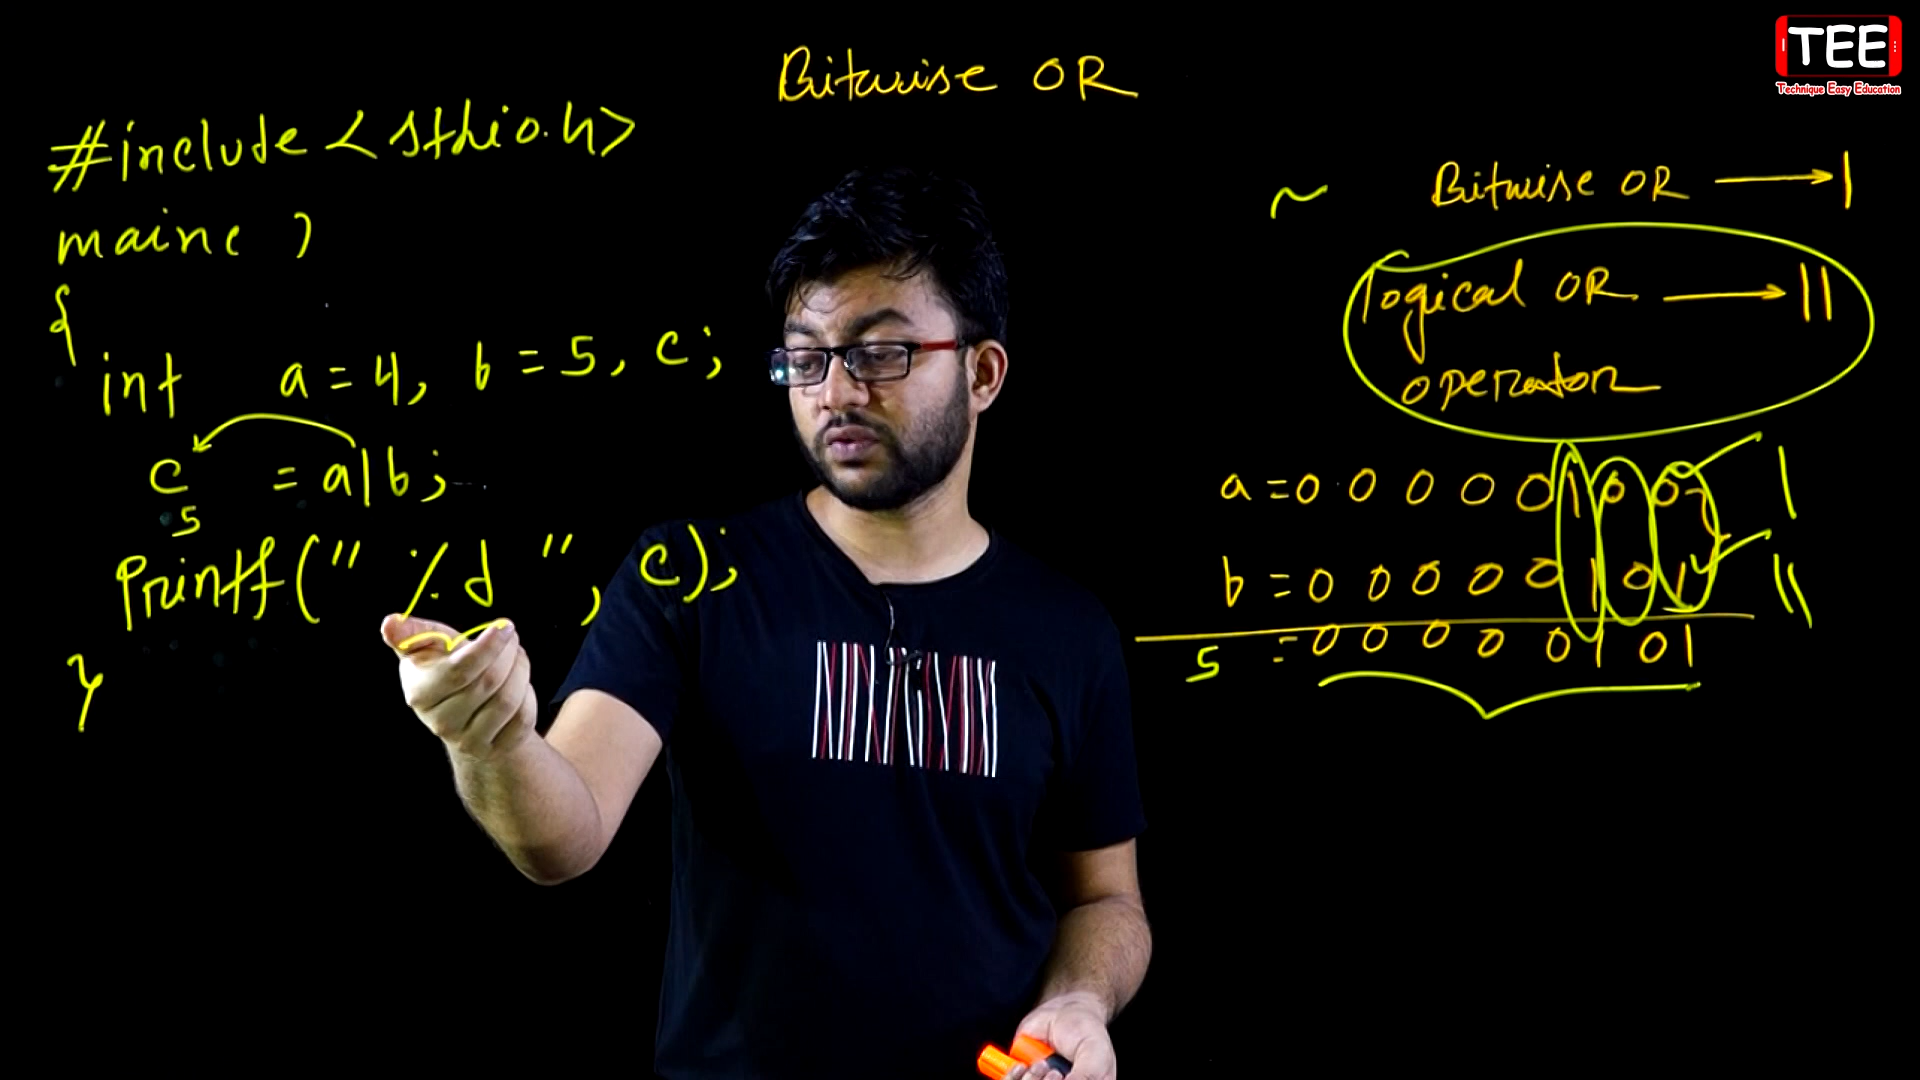 TEE
Technique Easy Education
Bitwise OR
#include <stdio.h>
main( )
{
int a = 4, b = 5, c;
c = a|b;
5
Printf(" %d ", c);
}
~ Bitwise OR → |
logical OR → ||
operator
a = 0 0 0 0 0 1 0 0 |
b = 0 0 0 0 0 1 0 1 ||
5 = 0 0 0 0 0 1 0 1